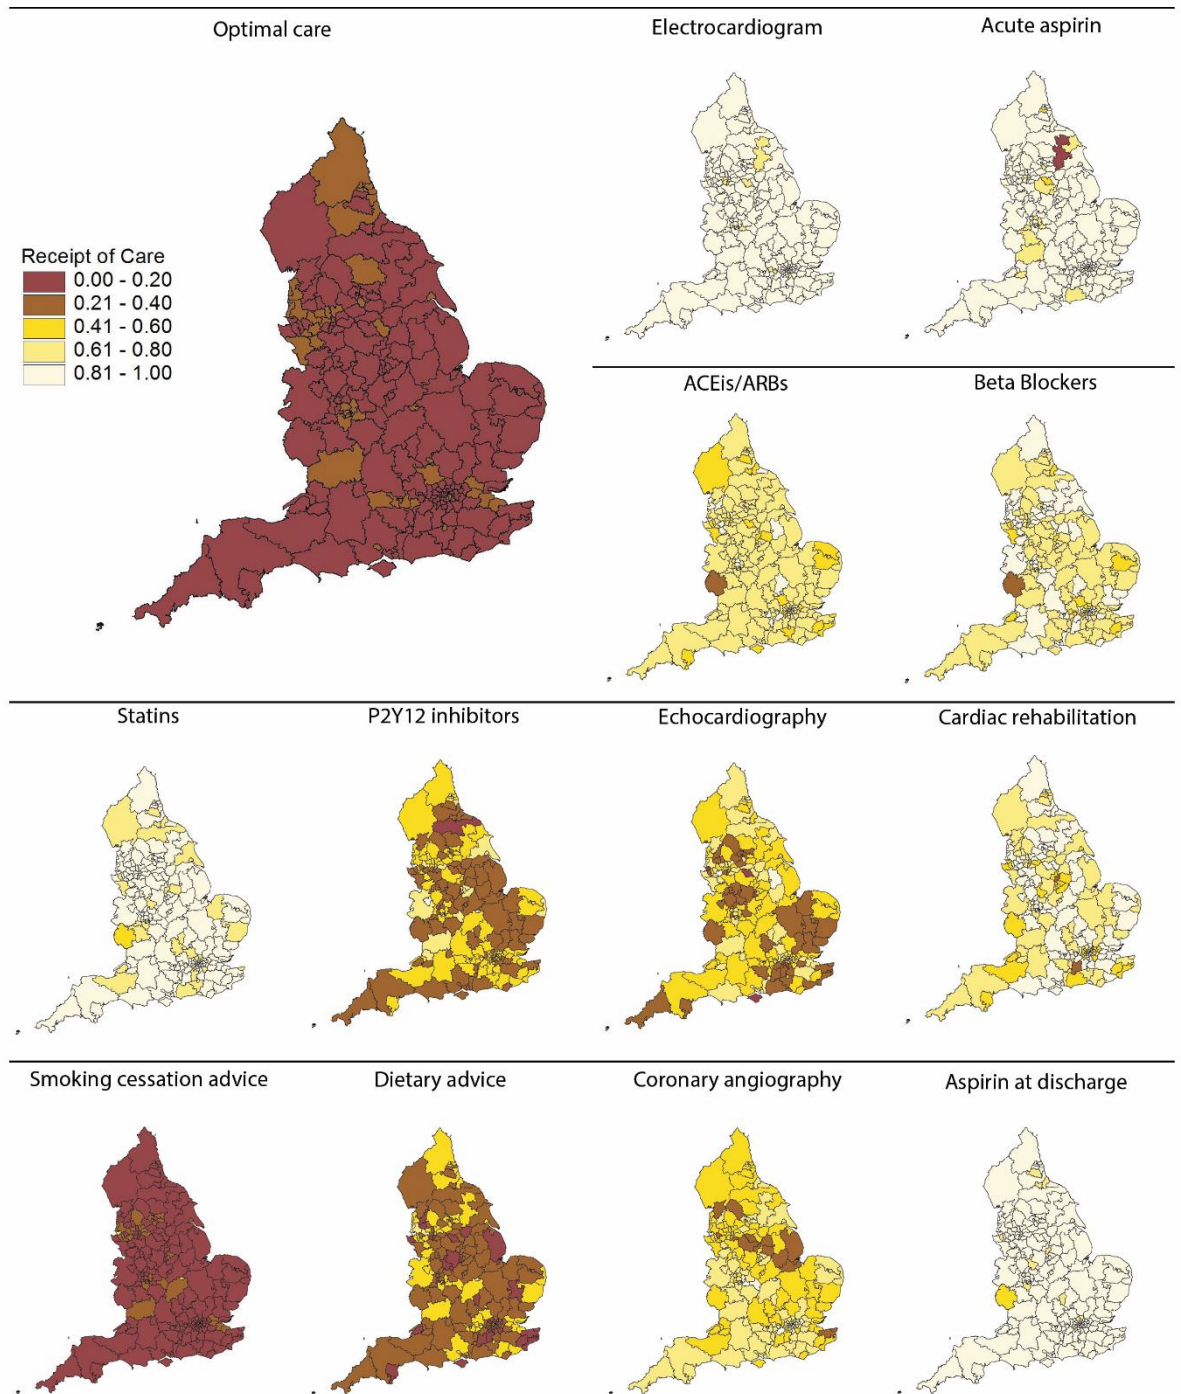 Optimal care
Electrocardiogram
Acute aspirin
Receipt of Care
0.00 - 0.20
0.21 - 0.40
0.41 - 0.60
0.61 - 0.80
0.81 - 1.00
ACEis/ARBs
Beta Blockers
Statins
P2Y12 inhibitors
Echocardiography
Cardiac rehabilitation
Smoking cessation advice
Dietary advice
Coronary angiography
Aspirin at discharge